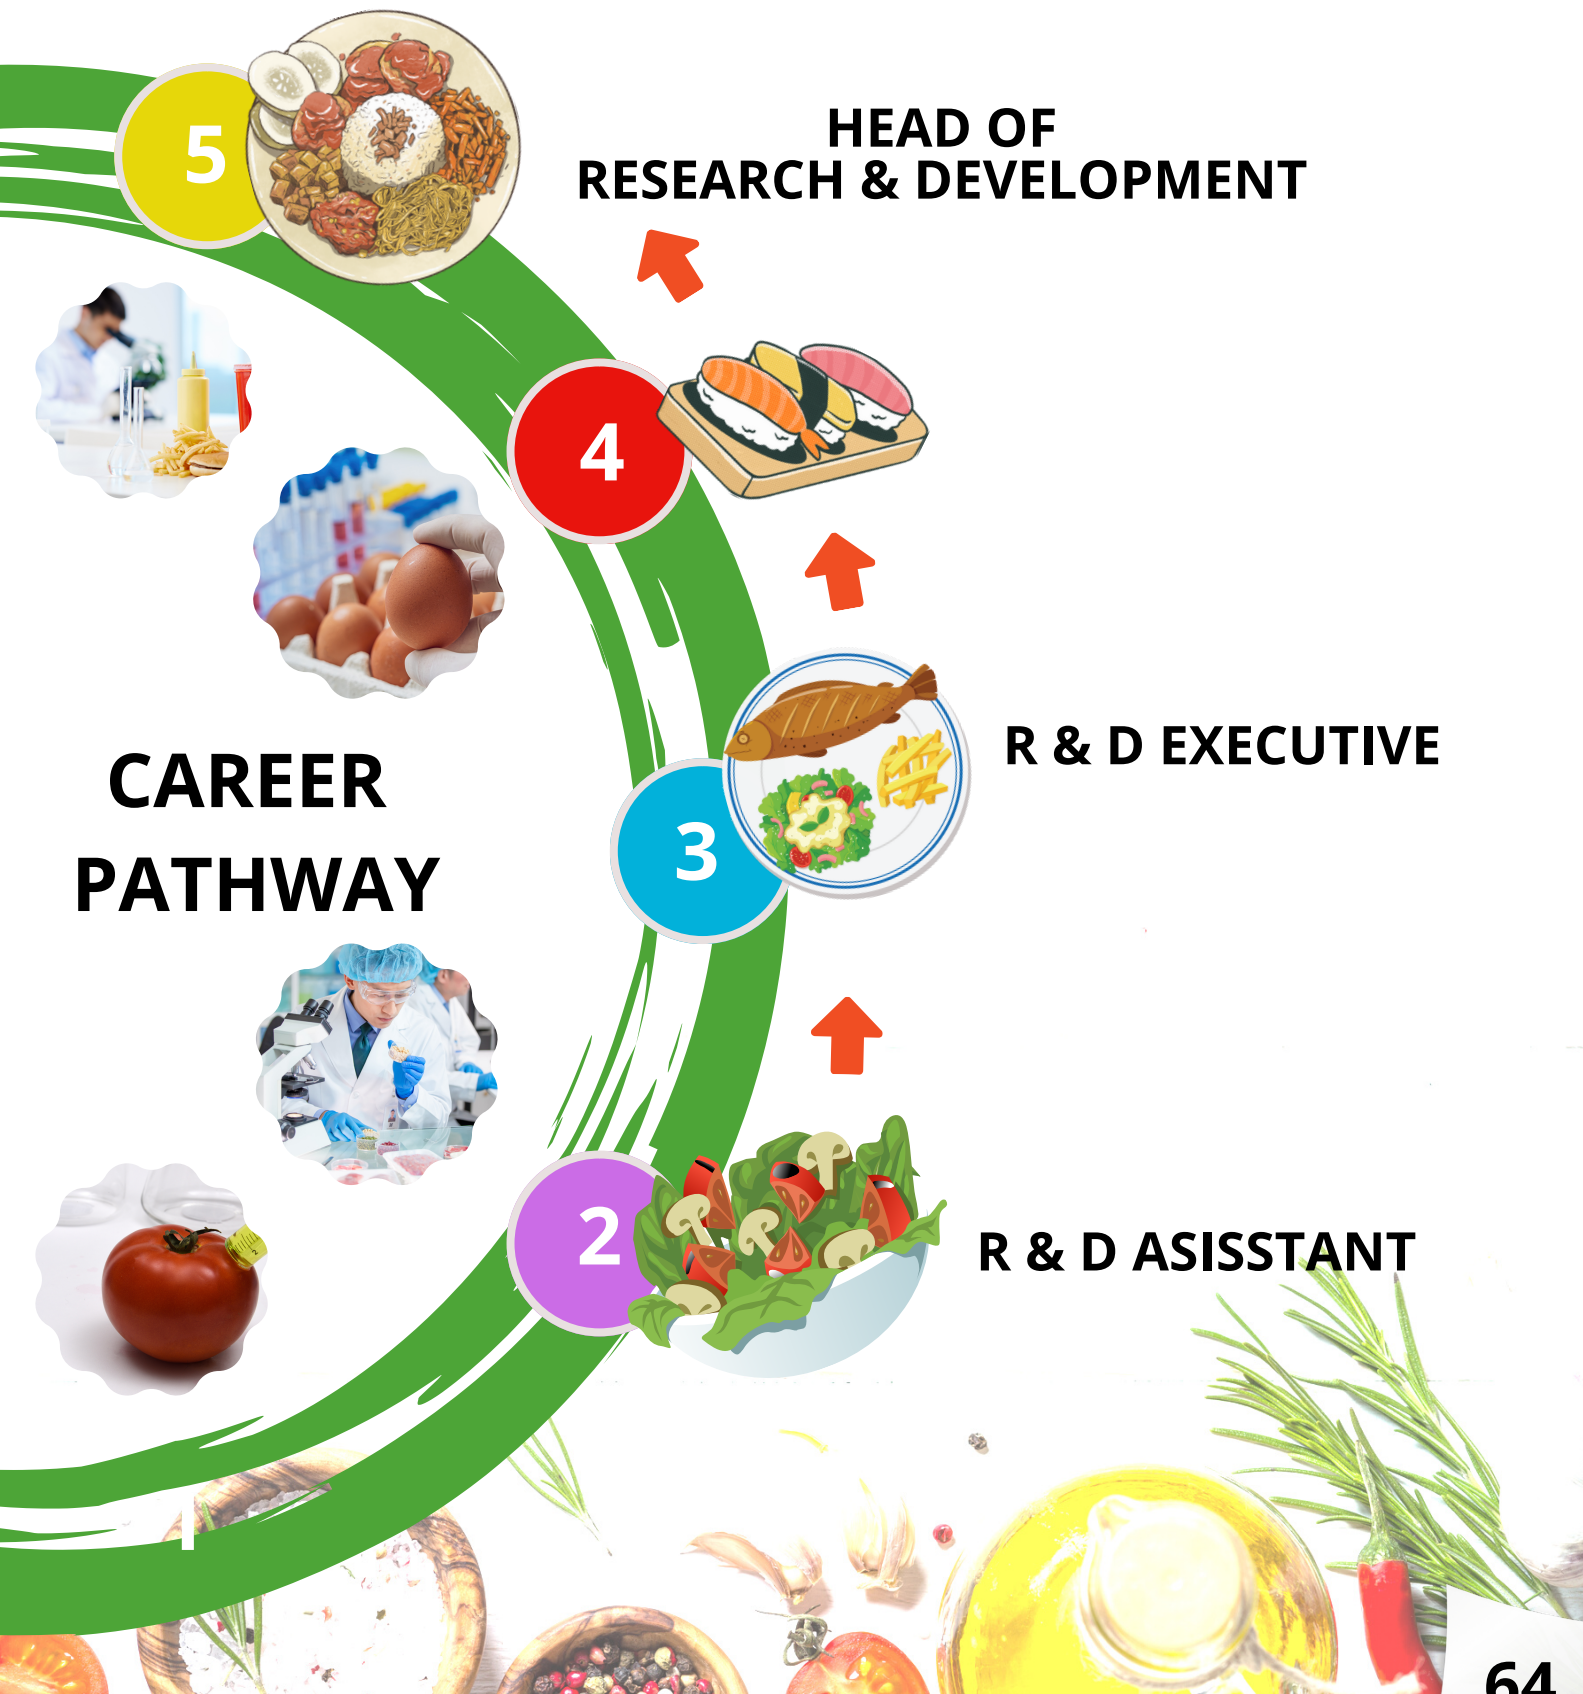 5
HEAD OF
RESEARCH & DEVELOPMENT
4
CAREER
PATHWAY
3
R & D EXECUTIVE
2
R & D ASISSTANT
64